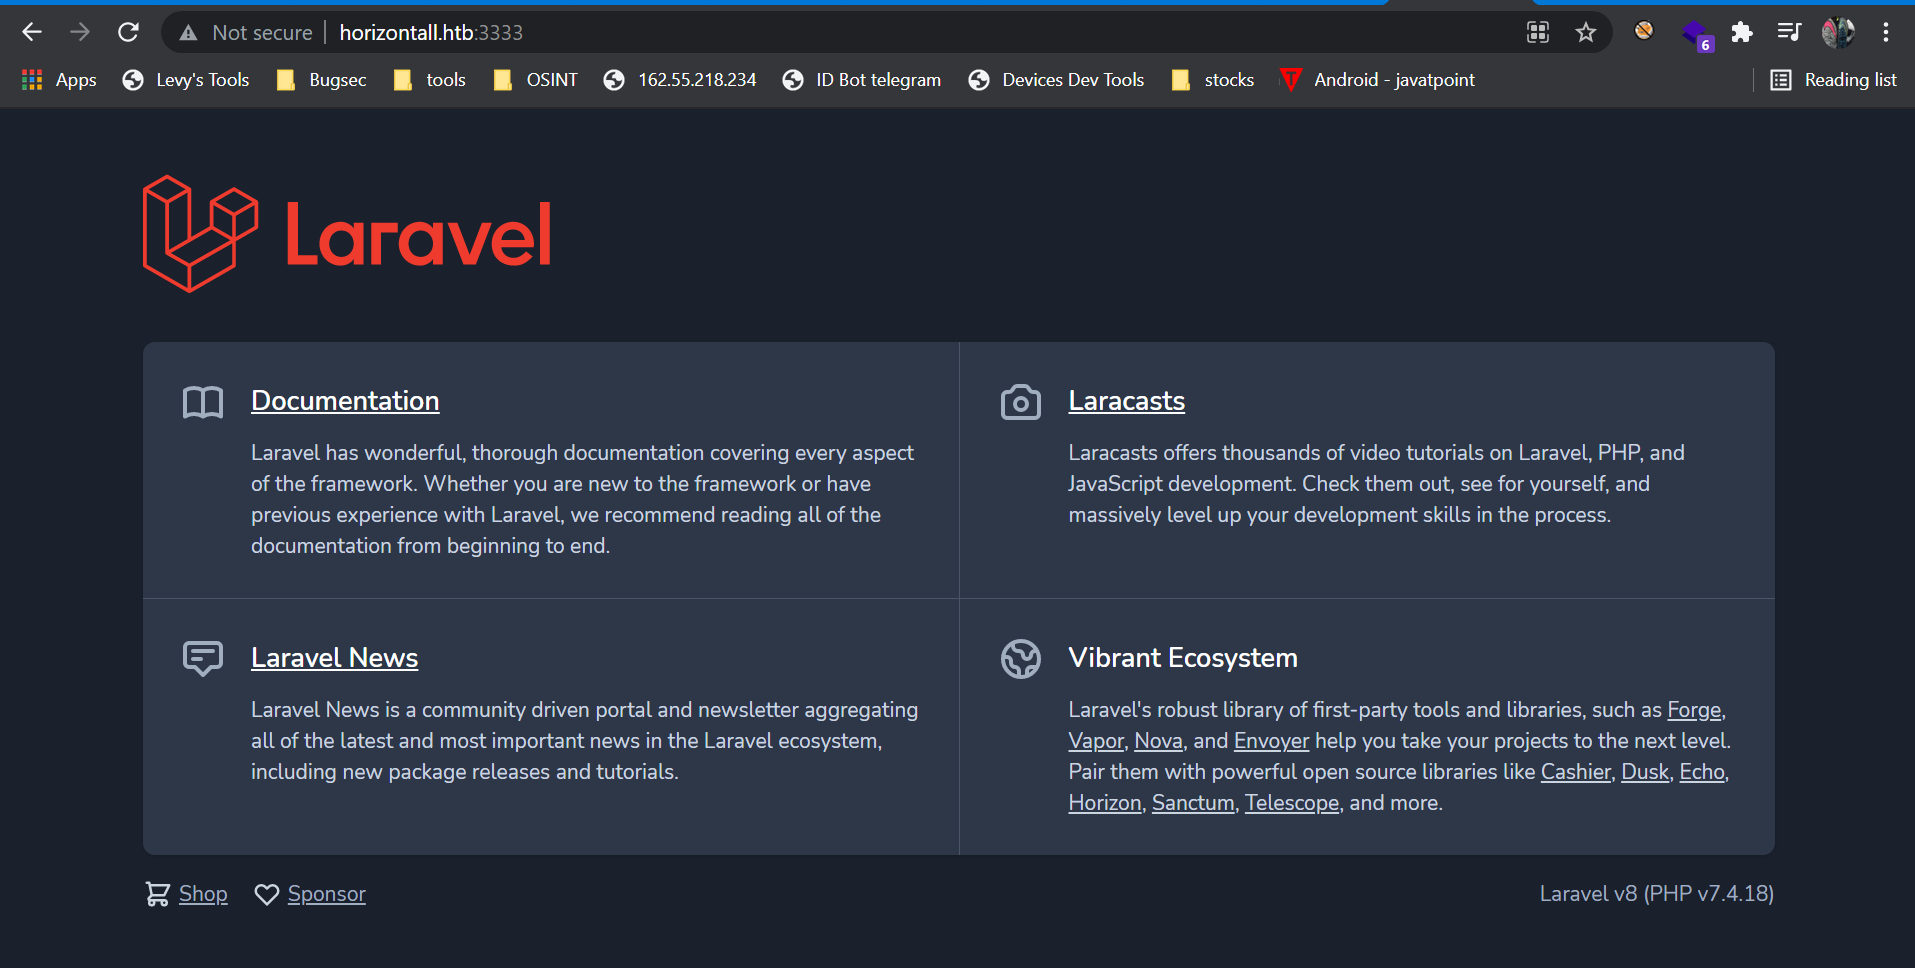 Not secure horizontall.htb:3333
6
Apps Levy's Tools Bugsec tools OSINT 162.55.218.234 ID Bot telegram Devices Dev Tools stocks T Android - javatpoint Reading list
Laravel
Documentation
Laravel has wonderful, thorough documentation covering every aspect
of the framework. Whether you are new to the framework or have
previous experience with Laravel, we recommend reading all of the
documentation from beginning to end.
Laracasts
Laracasts offers thousands of video tutorials on Laravel, PHP, and
JavaScript development. Check them out, see for yourself, and
massively level up your development skills in the process.
Laravel News
Laravel News is a community driven portal and newsletter aggregating
all of the latest and most important news in the Laravel ecosystem,
including new package releases and tutorials.
Vibrant Ecosystem
Laravel's robust library of first-party tools and libraries, such as Forge,
Vapor, Nova, and Envoyer help you take your projects to the next level.
Pair them with powerful open source libraries like Cashier, Dusk, Echo,
Horizon, Sanctum, Telescope, and more.
Shop Sponsor
Laravel v8 (PHP v7.4.18)